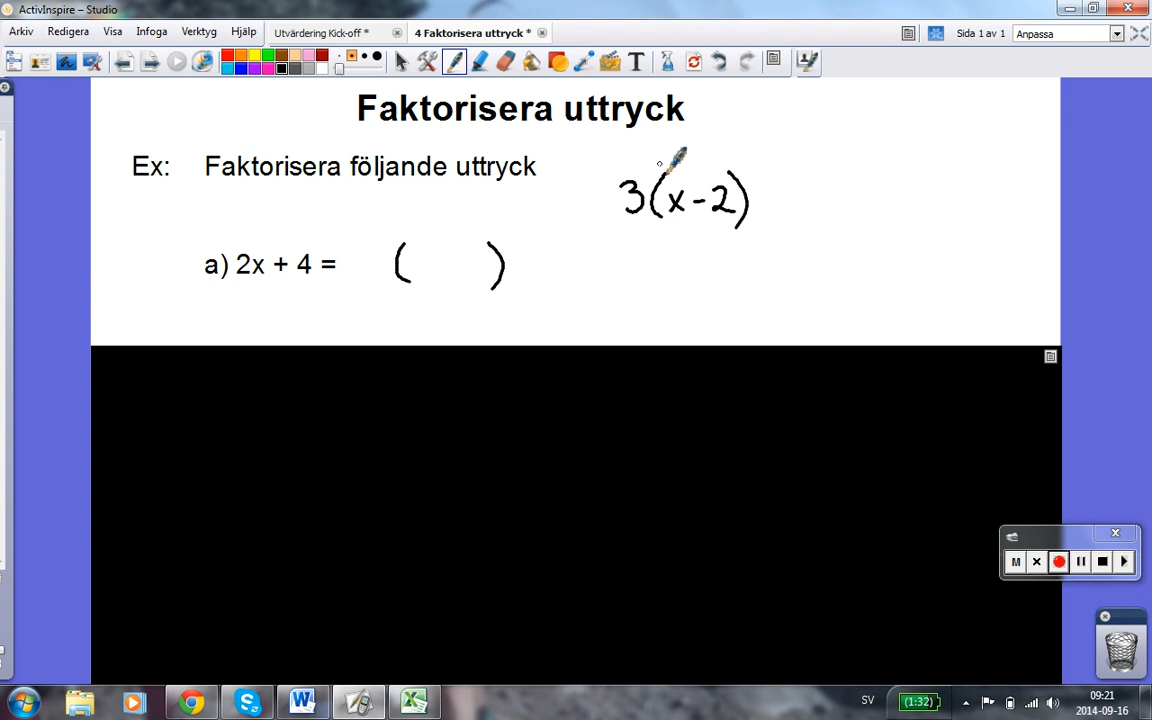 ActivInspire – Studio
Arkiv Redigera Visa Infoga Verktyg Hjälp
Utvärdering Kick-off *
4 Faktorisera uttryck *
Sida 1 av 1
Anpassa
Faktorisera uttryck
Ex: Faktorisera följande uttryck
3(x-2)
a) 2x + 4 = ( )
M
SV
(1:32)
09:21
2014-09-16